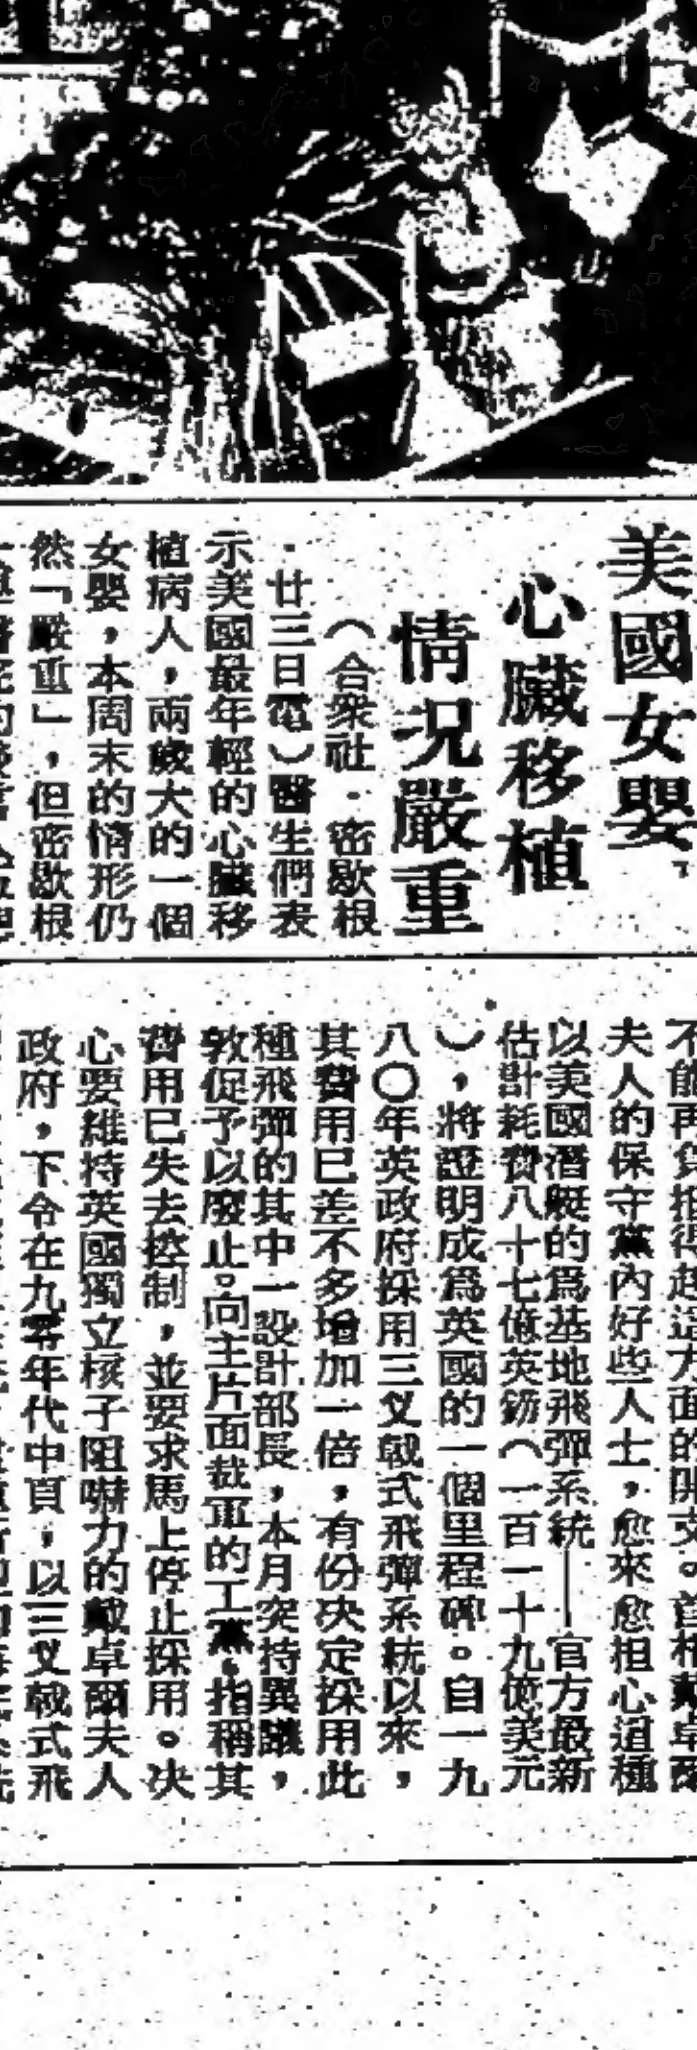 美國女嬰
心臟移植
情况嚴重
（合衆社．密歇根
．廿三日電）醫生們表
示美國最年輕的心臟移
植病人，兩歲大的一個
女嬰，本周末的情形仍
然「嚴重」，但密歇根
不能再負担得起這方面的開支。首相戴卓爾
夫人的保守黨內好些人士，愈來愈担心這種
以美國潛艇的爲基地飛彈系統——官方最新
估計耗費八十七億英鎊（一百一十九億美元
），將證明成爲英國的一個里程碑。自一九
八〇年英政府採用三叉戟式飛彈系統以來，
其費用已差不多增加一倍，有份决定採用此
種飛彈的其中一設計部長，本月突持異議，
敦促予以廢止。向主片面裁軍的工黨，指稱其
費用已失去控制，並要求馬上停止採用。决
心要維持英國獨立核子阻嚇力的戴卓爾夫人
政府，下令在九零年代中頁，以三叉戟式飛